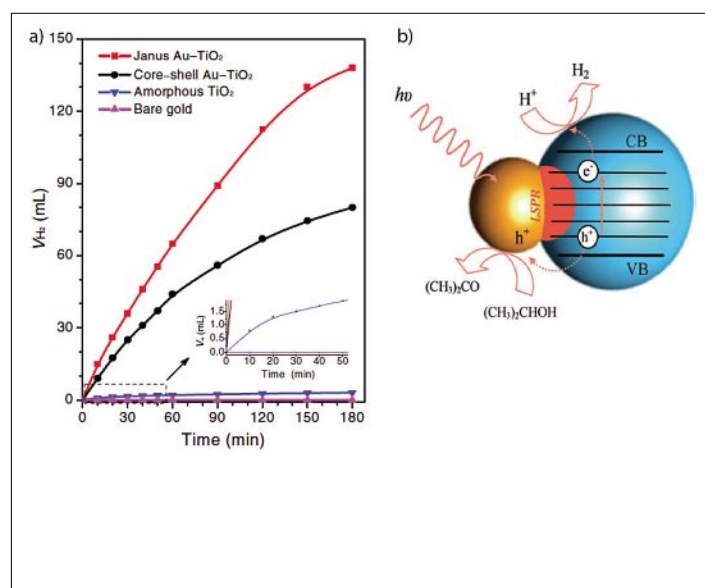 a)
150
120
90
60
30
0
V_H₂ (mL)
Janus Au–TiO₂
Core–shell Au–TiO₂
Amorphous TiO₂
Bare gold
1.5
1.0
0.5
0.0
0 10 20 30 40 50
Time (min)
0 30 60 90 120 150 180
Time (min)
b)
hυ
H⁺
H₂
CB
e⁻
LSPR
h⁺
h⁺
VB
(CH₃)₂CO
(CH₃)₂CHOH